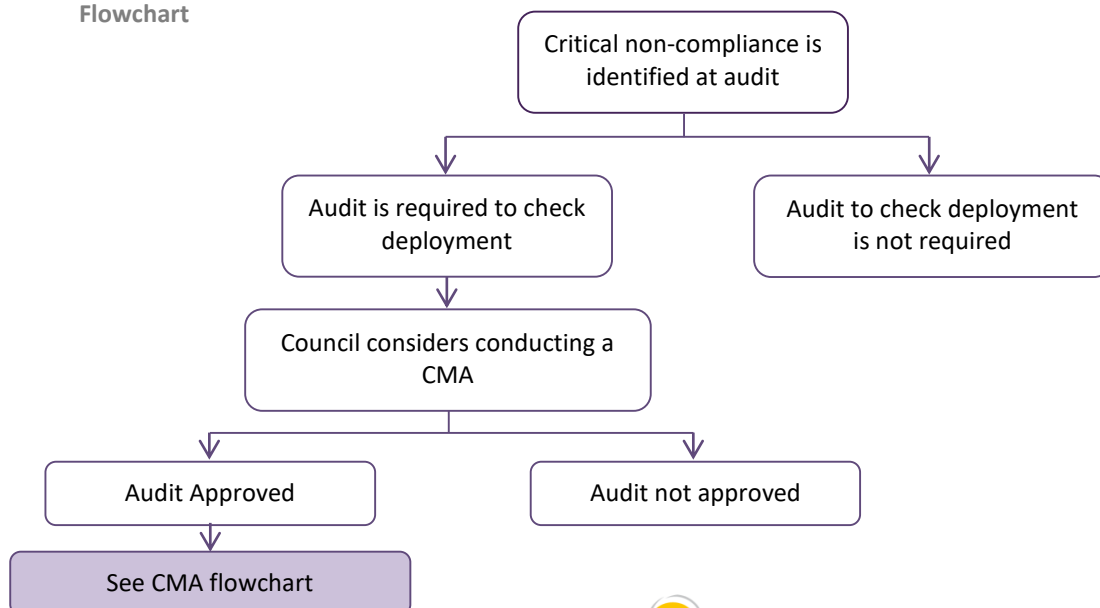 Flowchart
Critical non-compliance is
identified at audit
Audit is required to check
deployment
Audit to check deployment
is not required
Council considers conducting a
CMA
Audit Approved
Audit not approved
See CMA flowchart